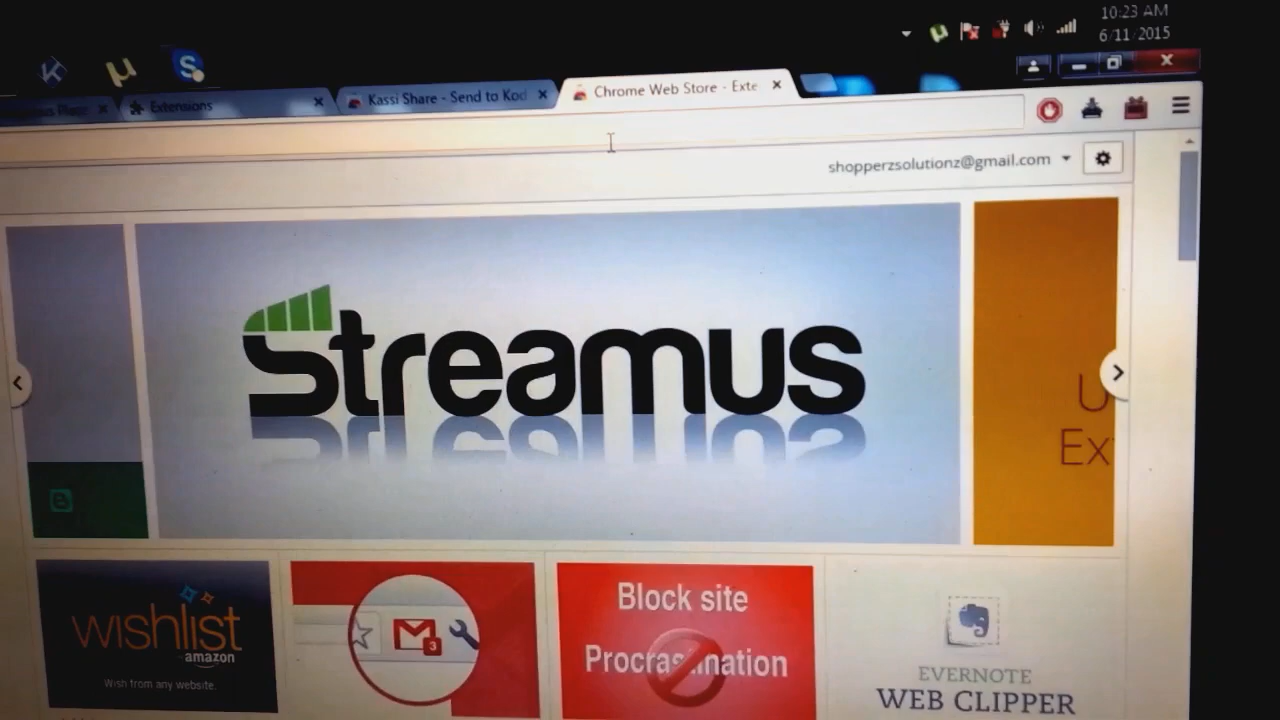 10:23 AM
6/11/2015
Extensions
Kassi Share - Send to Kod
Chrome Web Store - Exte
shopperzsolutionz@gmail.com
Streamus
U
Ex
wishlist
amazon
Wish from any website.
3
Block site
Procrastination
EVERNOTE
WEB CLIPPER